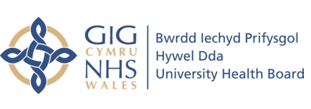 GIG
CYMRU
NHS
WALES
Bwrdd Iechyd Prifysgol
Hywel Dda
University Health Board